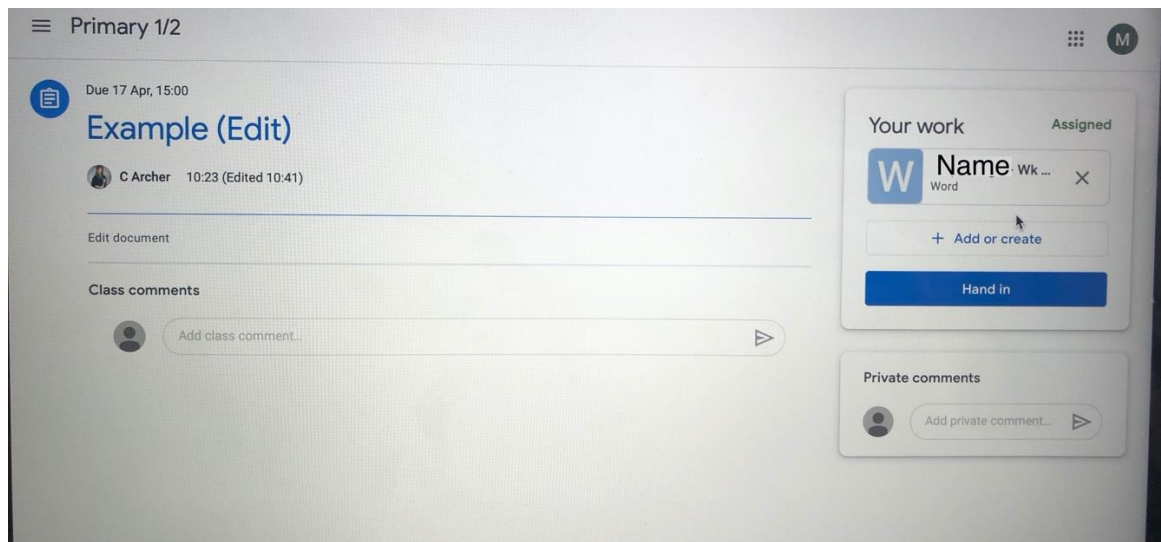 Primary 1/2
M
Due 17 Apr, 15:00
Example (Edit)
C Archer 10:23 (Edited 10:41)
Edit document
Class comments
Add class comment...
Your work Assigned
W
Name Wk ...
Word
+ Add or create
Hand in
Private comments
Add private comment...